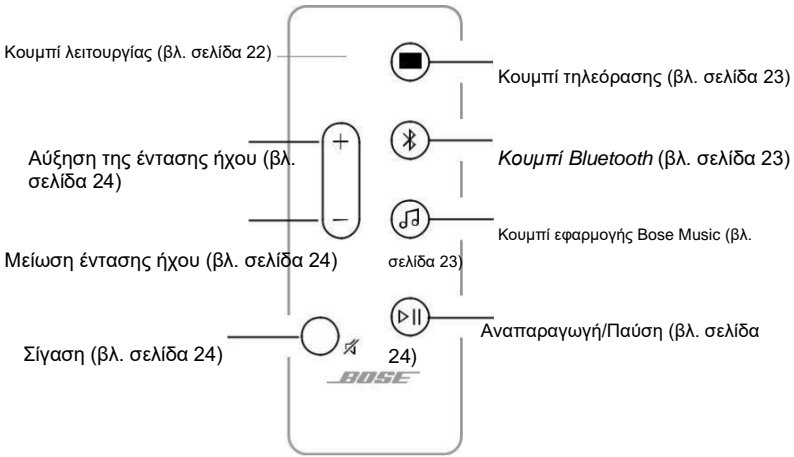 Κουμπί λειτουργίας (βλ. σελίδα 22)
Κουμπί τηλεόρασης (βλ. σελίδα 23)
Αύξηση της έντασης ήχου (βλ.
σελίδα 24)
Κουμπί Bluetooth (βλ. σελίδα 23)
Μείωση έντασης ήχου (βλ. σελίδα 24)
Κουμπί εφαρμογής Bose Music (βλ.
σελίδα 23)
Σίγαση (βλ. σελίδα 24)
Αναπαραγωγή/Παύση (βλ. σελίδα
24)
BOSE